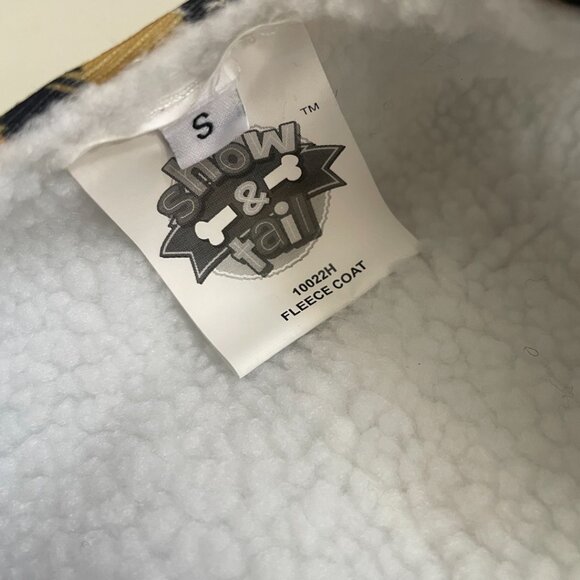 S
TM
show
&
tail
10022H
FLEECE COAT